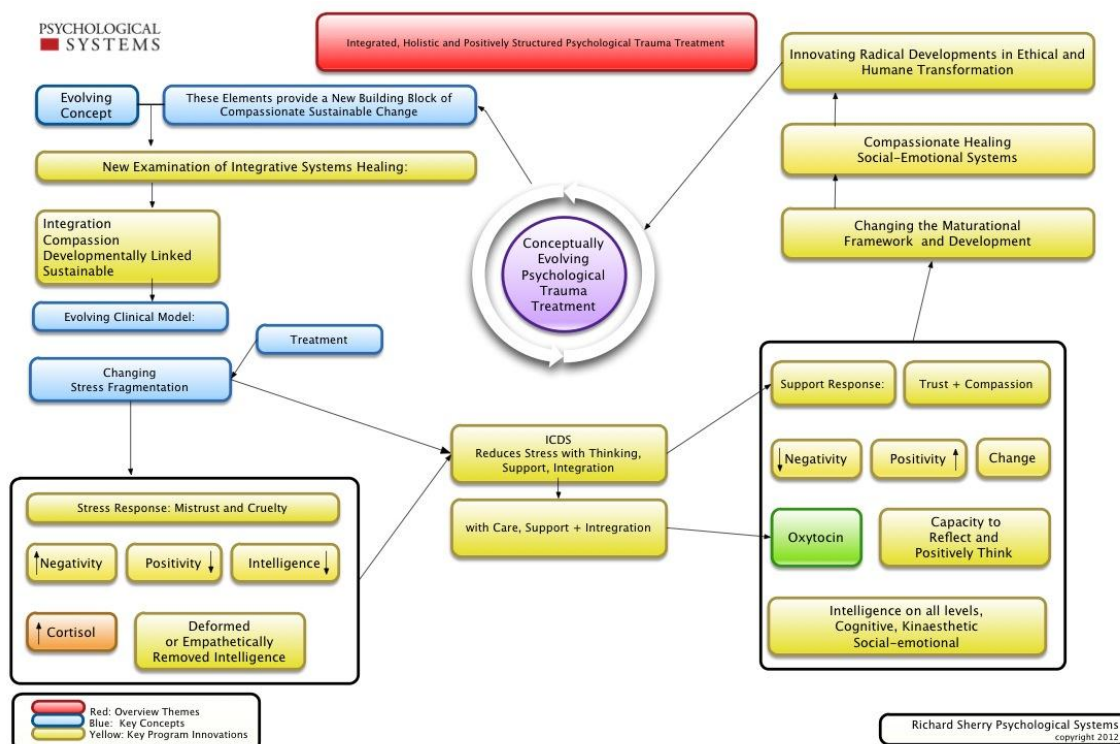 PSYCHOLOGICAL
SYSTEMS
Integrated, Holistic and Positively Structured Psychological Trauma Treatment
Innovating Radical Developments in Ethical and
Humane Transformation
Evolving
Concept
These Elements provide a New Building Block of
Compassionate Sustainable Change
Compassionate Healing
Social-Emotional Systems
New Examination of Integrative Systems Healing:
Integration
Compassion
Developmentally Linked
Sustainable
Changing the Maturational
Framework and Development
Conceptually
Evolving
Psychological
Trauma
Treatment
Evolving Clinical Model:
Treatment
Changing
Stress Fragmentation
Support Response:
Trust + Compassion
ICDS
Reduces Stress with Thinking,
Support, Integration
Negativity
Positivity
Change
with Care, Support + Intregration
Stress Response: Mistrust and Cruelty
Negativity
Positivity
Intelligence
Oxytocin
Capacity to
Reflect and
Positively Think
Cortisol
Deformed
or Empathetically
Removed Intelligence
Intelligence on all levels,
Cognitive, Kinaesthetic
Social-emotional
Red: Overview Themes
Blue: Key Concepts
Yellow: Key Program Innovations
Richard Sherry Psychological Systems
copyright 2012